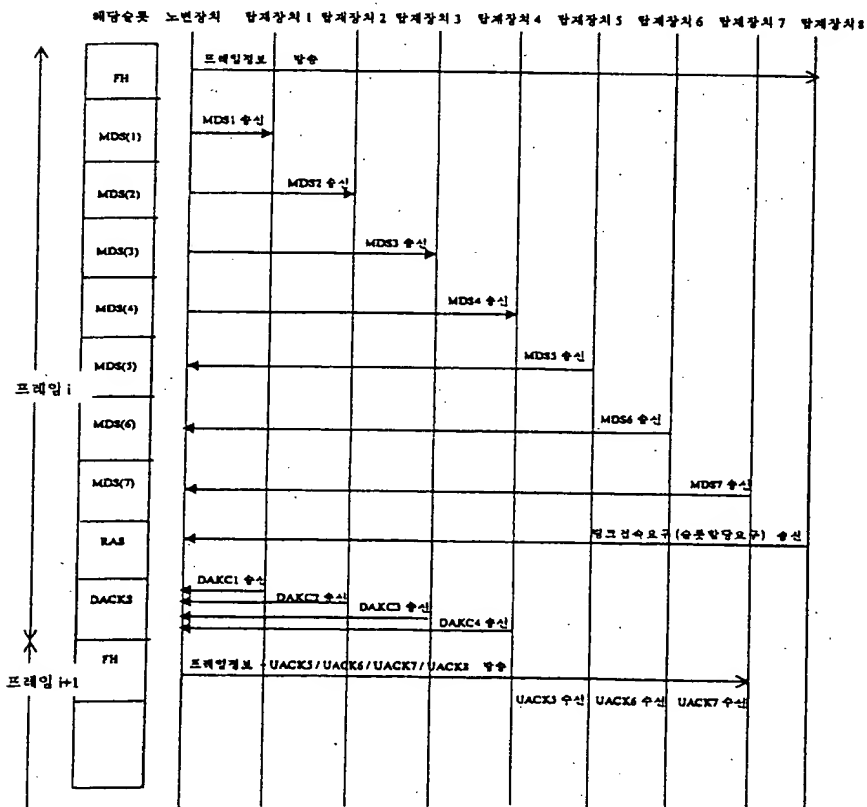 해당슬롯 노변장치 탑재장치1 탑재장치2 탑재장치3 탑재장치4 탑재장치5 탑재장치6 탑재장치7 탑재장치8
FH
프레임정보 방송
MDS(1)
MDS1 송신
MDS(2)
MDS2 송신
MDS(3)
MDS3 송신
MDS(4)
MDS4 송신
MDS(5)
MDS5 송신
프레임 i
MDS(6)
MDS6 송신
MDS(7)
MDS7 송신
RAS
링크접속요구(슬롯할당요구) 송신
DACKS
DAKC1 송신
DAKC2 송신
DAKC3 송신
DAKC4 송신
FH
프레임정보 - UACK5/UACK6/UACK7/UACK8 방송
프레임 i+1
UACK5 수신 UACK6 수신 UACK7 수신